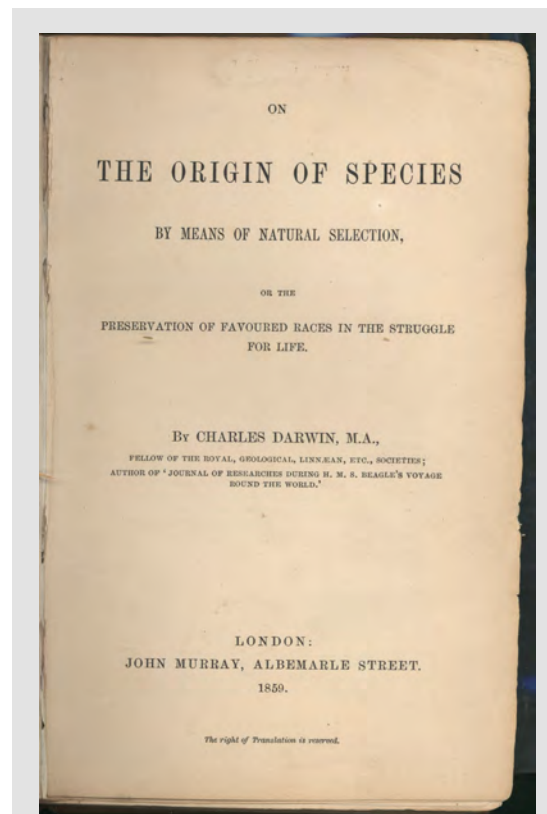 ON
THE ORIGIN OF SPECIES
BY MEANS OF NATURAL SELECTION,
OR THE
PRESERVATION OF FAVOURED RACES IN THE STRUGGLE
FOR LIFE.
BY CHARLES DARWIN, M.A.,
FELLOW OF THE ROYAL, GEOLOGICAL, LINNÆAN, ETC., SOCIETIES;
AUTHOR OF ‘JOURNAL OF RESEARCHES DURING H. M. S. BEAGLE’S VOYAGE
ROUND THE WORLD.’
LONDON:
JOHN MURRAY, ALBEMARLE STREET.
1859.
The right of Translation is reserved.